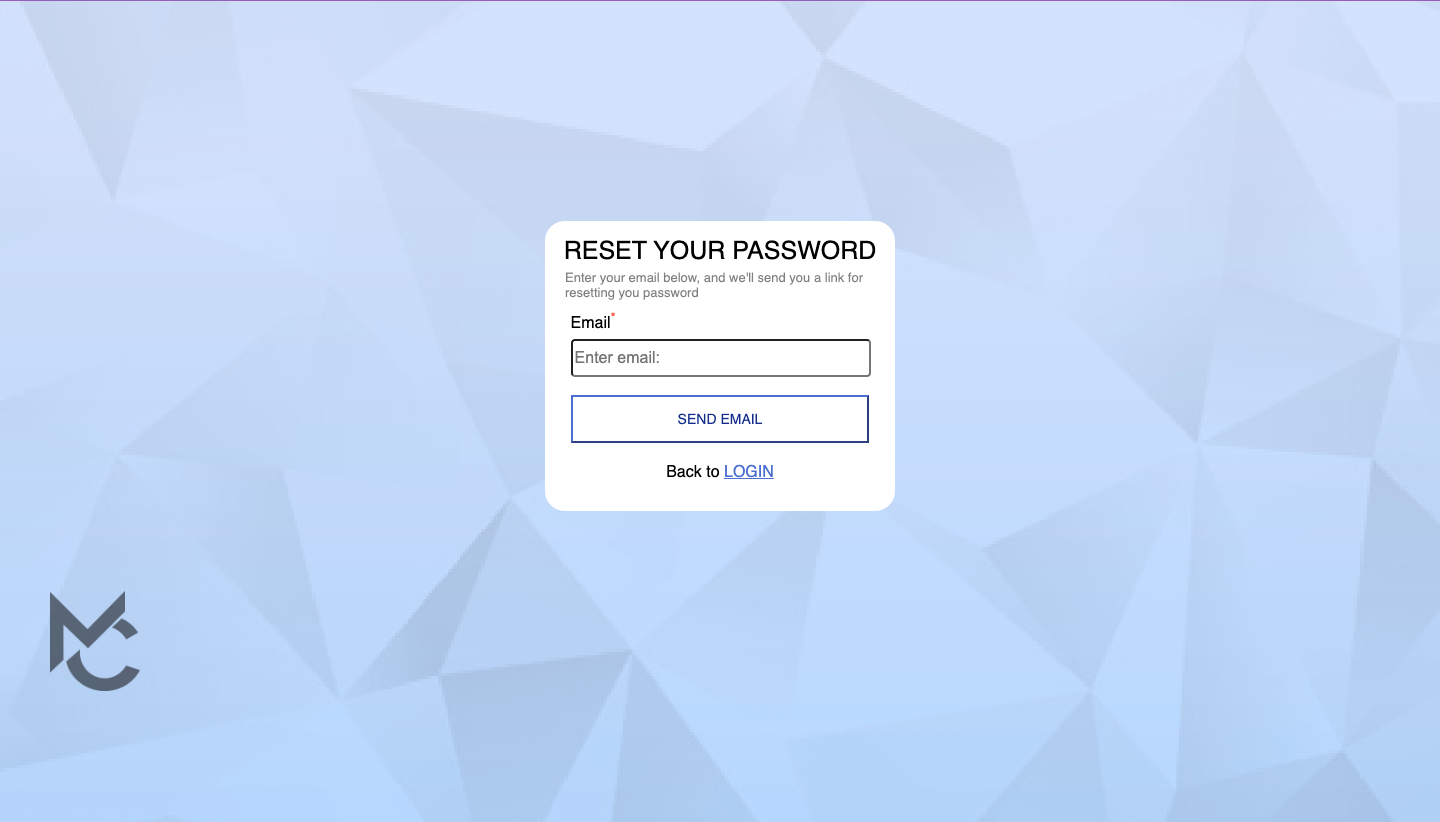 RESET YOUR PASSWORD
Enter your email below, and we'll send you a link for
resetting you password
Email*
Enter email:
SEND EMAIL
Back to LOGIN
MC